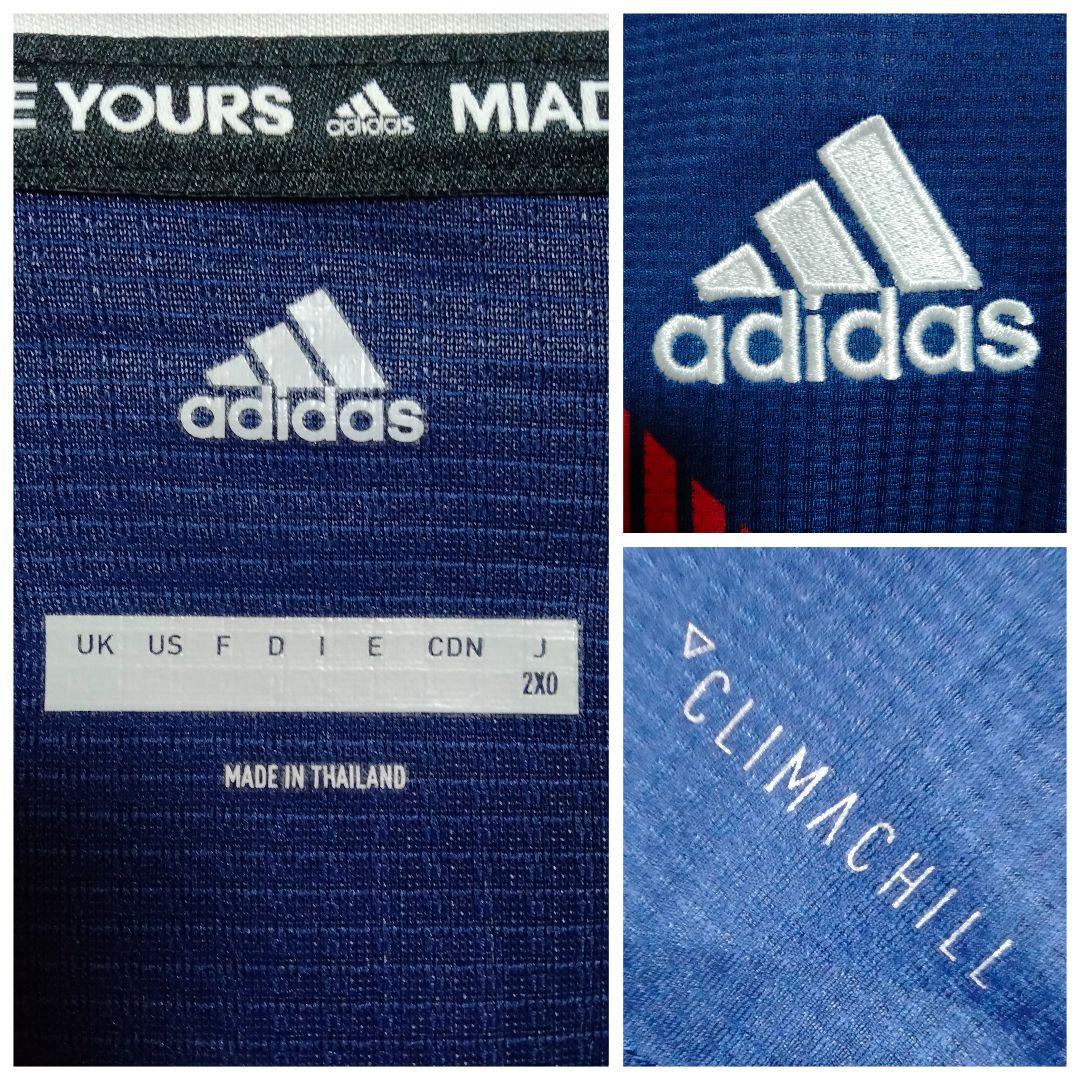 E YOURS adidas MIAD
adidas
UK US F D I E CDN J
2XO
MADE IN THAILAND
adidas
CLIMACHILL